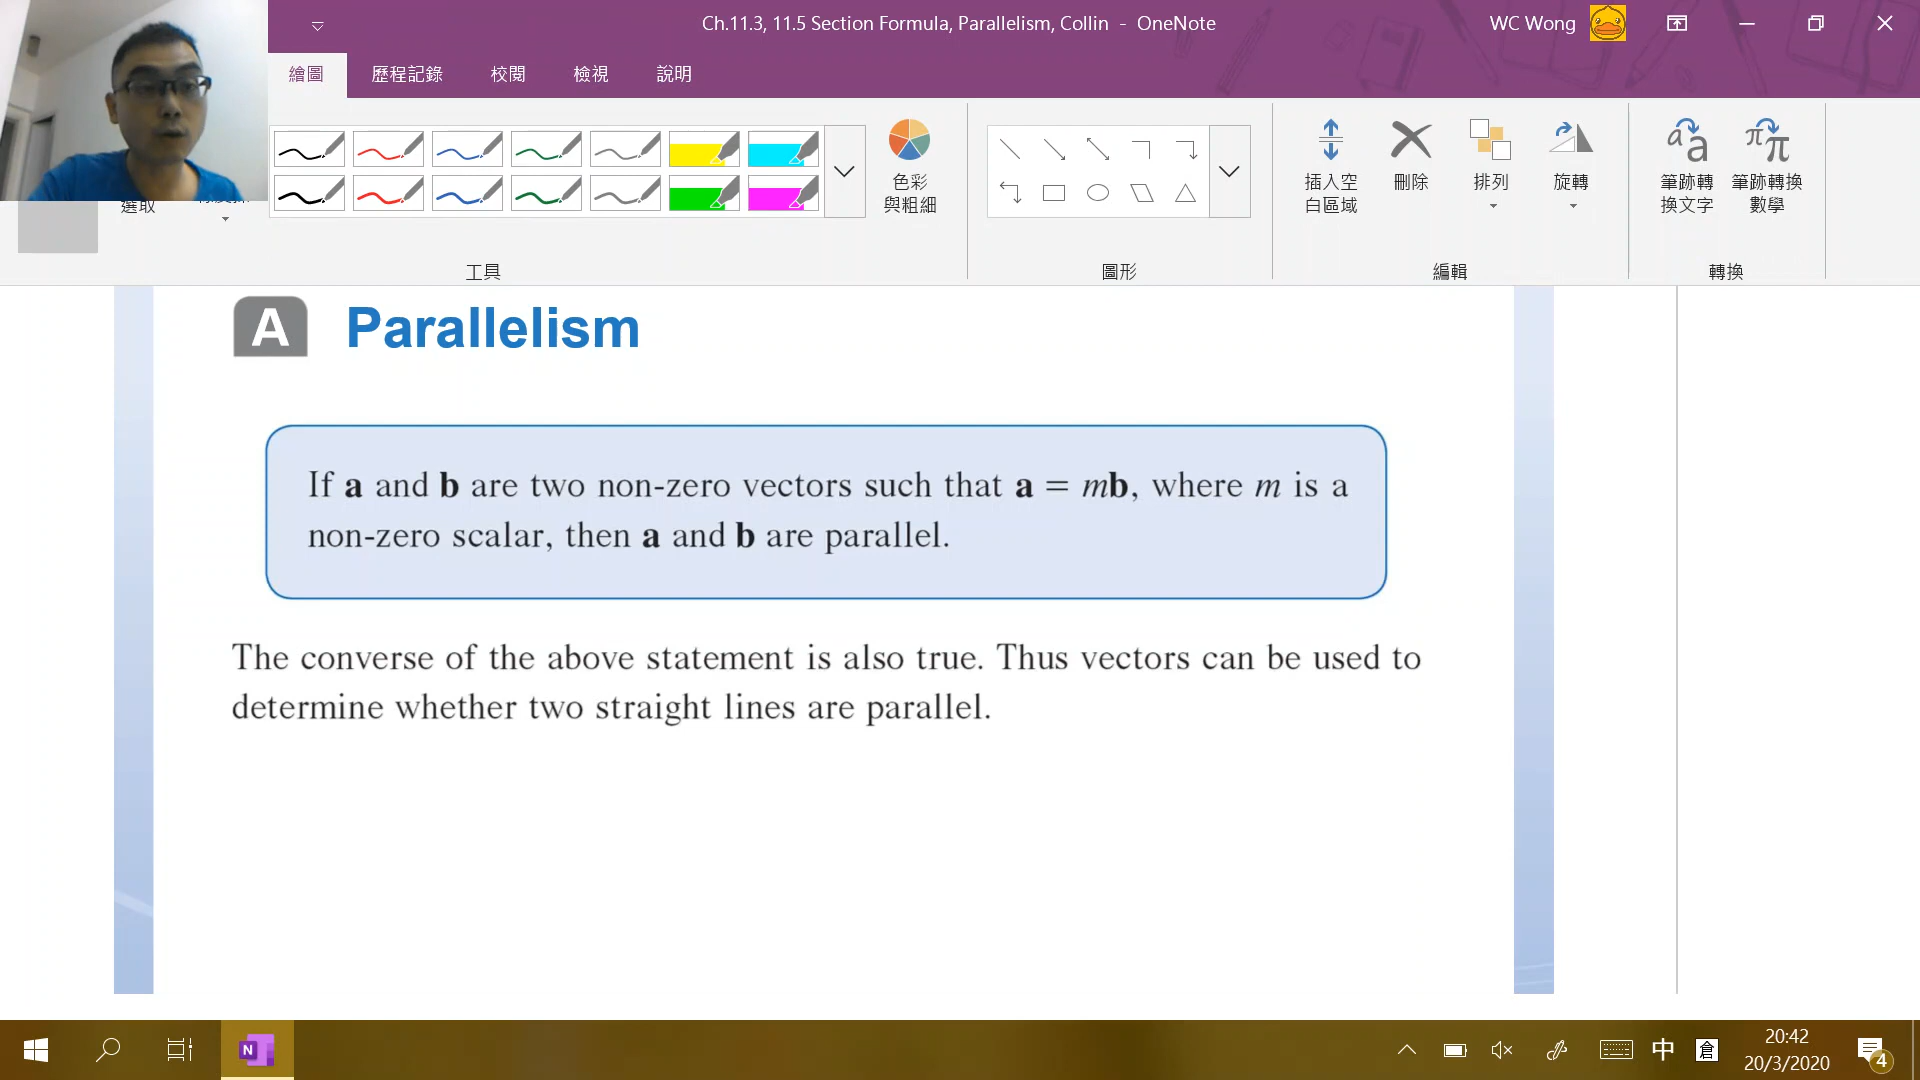 Ch.11.3, 11.5 Section Formula, Parallelism, Collin - OneNote
WC Wong
繪圖 歷程記錄 校閱 檢視 說明
選取
色彩
與粗細
插入空
白區域
刪除
排列
旋轉
筆跡轉
換文字
筆跡轉換
數學
工具 圖形 編輯 轉換
A Parallelism
If a and b are two non-zero vectors such that a = mb, where m is a
non-zero scalar, then a and b are parallel.
The converse of the above statement is also true. Thus vectors can be used to
determine whether two straight lines are parallel.
N
中 倉
20:42
20/3/2020
4